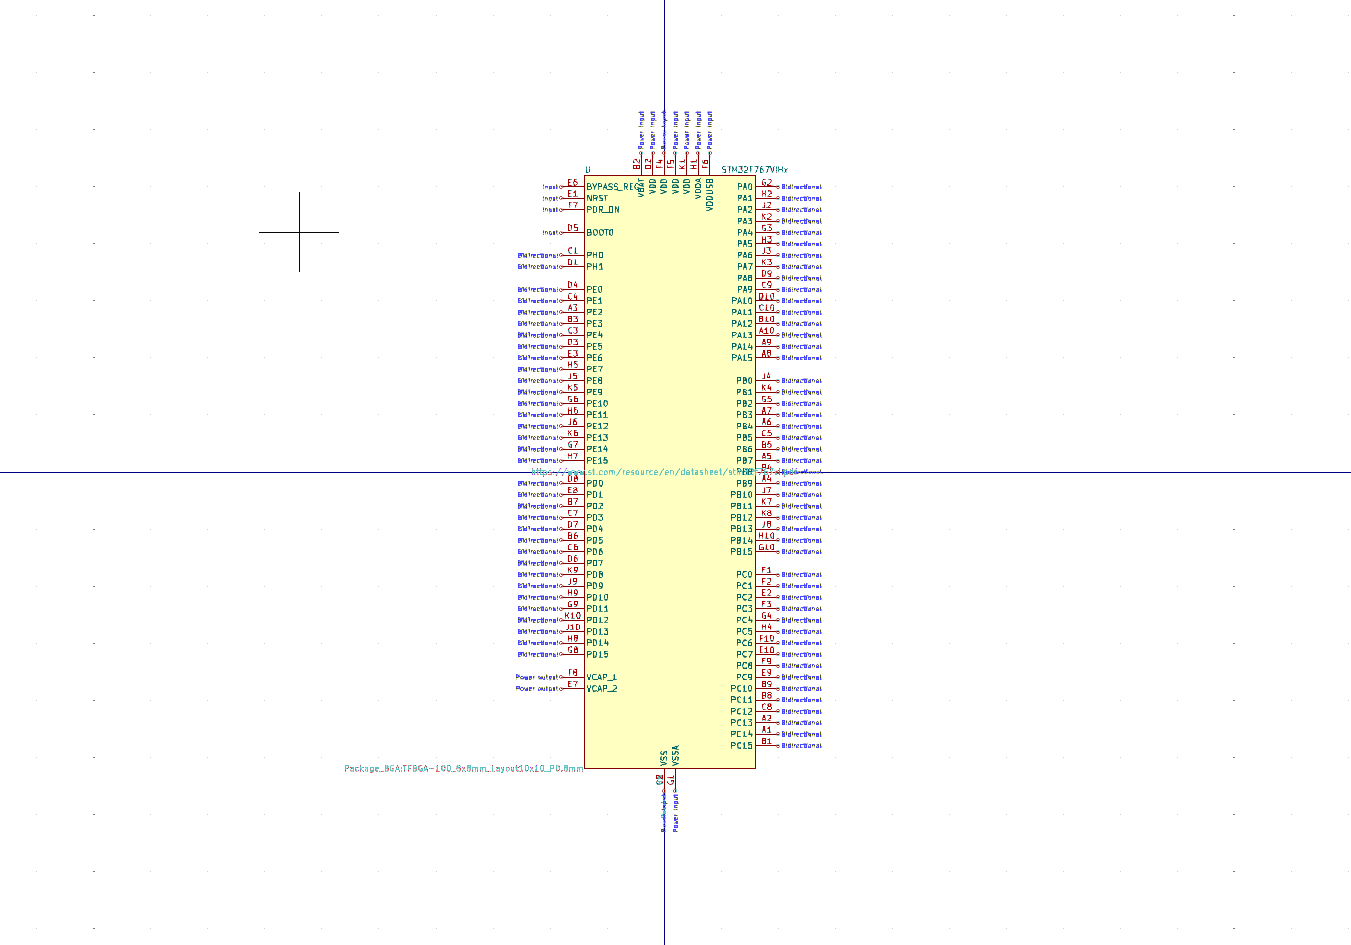 Power input Power input Power input Power input Power input Power input
B2 D2 F4 F5 K1 H1 F6
U STM32F767VIHx
VBAT VDD VDD VDD VDD VDDA VDDUSB
Input E6 BYPASS_REG PA0 G2 Bidirectional
Input E1 NRST PA1 H2 Bidirectional
Input F7 PDR_ON PA2 J2 Bidirectional
PA3 K2 Bidirectional
Input D5 BOOT0 PA4 G3 Bidirectional
PA5 H3 Bidirectional
Bidirectional C1 PH0 PA6 J3 Bidirectional
Bidirectional D1 PH1 PA7 K3 Bidirectional
PA8 D9 Bidirectional
Bidirectional D4 PE0 PA9 C9 Bidirectional
Bidirectional C4 PE1 PA10 D10 Bidirectional
Bidirectional A3 PE2 PA11 C10 Bidirectional
Bidirectional B3 PE3 PA12 B10 Bidirectional
Bidirectional C3 PE4 PA13 A10 Bidirectional
Bidirectional D3 PE5 PA14 A9 Bidirectional
Bidirectional E3 PE6 PA15 A8 Bidirectional
Bidirectional H5 PE7
Bidirectional J5 PE8 PB0 J4 Bidirectional
Bidirectional K5 PE9 PB1 K4 Bidirectional
Bidirectional G6 PE10 PB2 G5 Bidirectional
Bidirectional H6 PE11 PB3 A7 Bidirectional
Bidirectional J6 PE12 PB4 A6 Bidirectional
Bidirectional K6 PE13 PB5 C5 Bidirectional
Bidirectional G7 PE14 PB6 B5 Bidirectional
Bidirectional H7 PE15 PB7 A5 Bidirectional
https://www.st.com/resource/en/datasheet/ PB8 B4
Bidirectional D8 PD0 PB9 A4 Bidirectional
Bidirectional E8 PD1 PB10 J7 Bidirectional
Bidirectional B7 PD2 PB11 K7 Bidirectional
Bidirectional C7 PD3 PB12 K8 Bidirectional
Bidirectional D7 PD4 PB13 J8 Bidirectional
Bidirectional B6 PD5 PB14 H10 Bidirectional
Bidirectional C6 PD6 PB15 G10 Bidirectional
Bidirectional D6 PD7
Bidirectional K9 PD8 PC0 F1 Bidirectional
Bidirectional J9 PD9 PC1 F2 Bidirectional
Bidirectional H9 PD10 PC2 E2 Bidirectional
Bidirectional G9 PD11 PC3 F3 Bidirectional
Bidirectional K10 PD12 PC4 G4 Bidirectional
Bidirectional J10 PD13 PC5 H4 Bidirectional
Bidirectional H8 PD14 PC6 F10 Bidirectional
Bidirectional G8 PD15 PC7 E10 Bidirectional
PC8 F9 Bidirectional
Power output F8 VCAP_1 PC9 E9 Bidirectional
Power output E7 VCAP_2 PC10 B9 Bidirectional
PC11 B8 Bidirectional
PC12 C8 Bidirectional
PC13 A2 Bidirectional
PC14 A1 Bidirectional
PC15 B1 Bidirectional
VSS VSSA
Package_BGA:TFBGA-100_8x8mm_Layout10x10_P0.8mm
G1
Power input